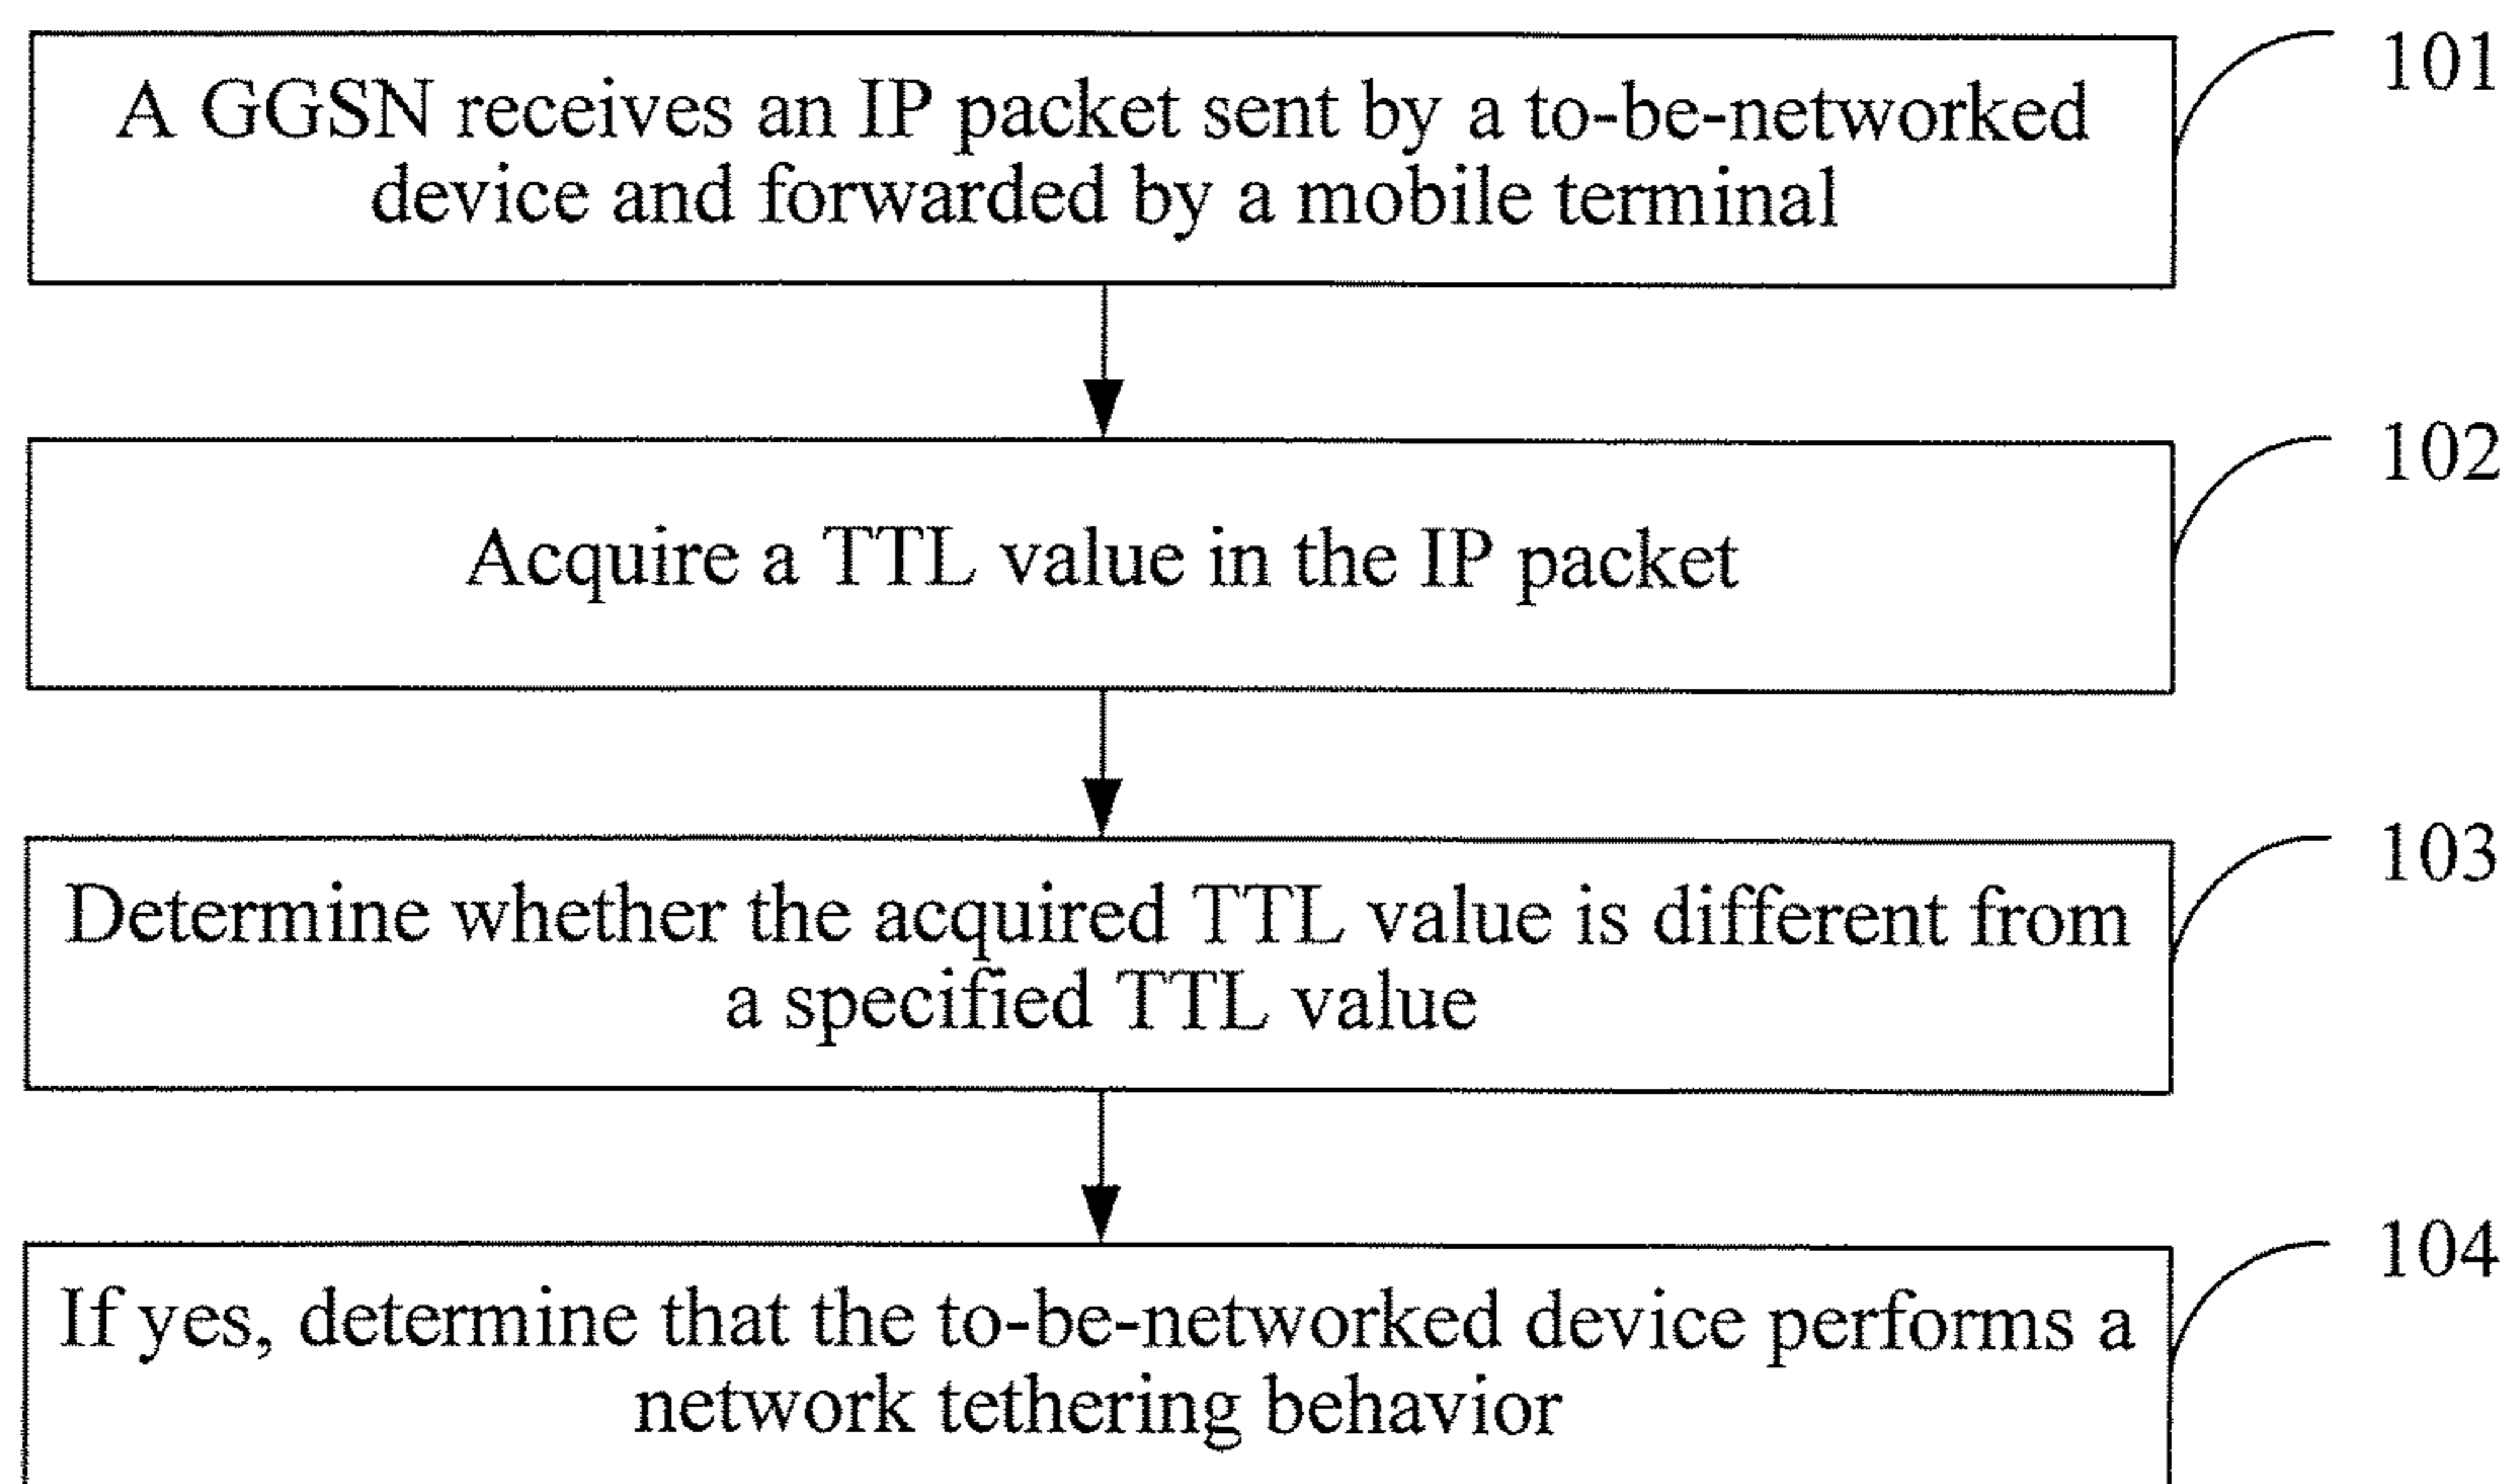 A GGSN receives an IP packet sent by a to-be-networked
device and forwarded by a mobile terminal
101
Acquire a TTL value in the IP packet
102
Determine whether the acquired TTL value is different from
a specified TTL value
103
If yes, determine that the to-be-networked device performs a
network tethering behavior
104